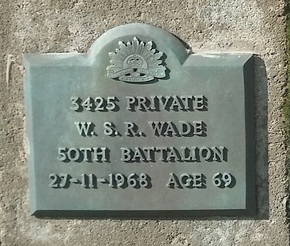 3425 PRIVATE
W. S. R. WADE
50TH BATTALION
27-11-1968 AGE 69